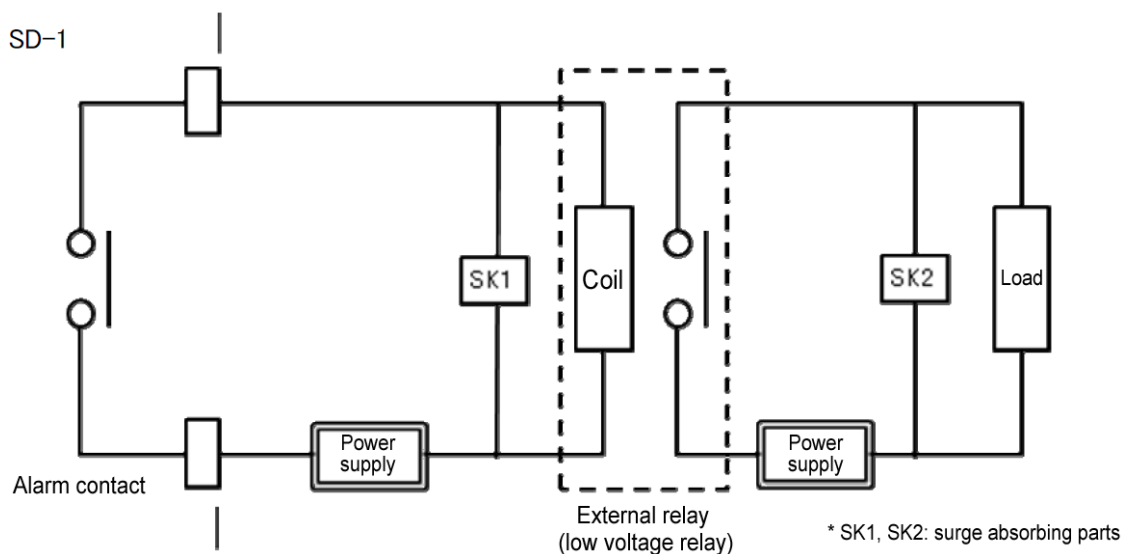 SD-1
SK1
Coil
SK2
Load
Power
supply
Power
supply
Alarm contact
External relay
(low voltage relay)
* SK1, SK2: surge absorbing parts